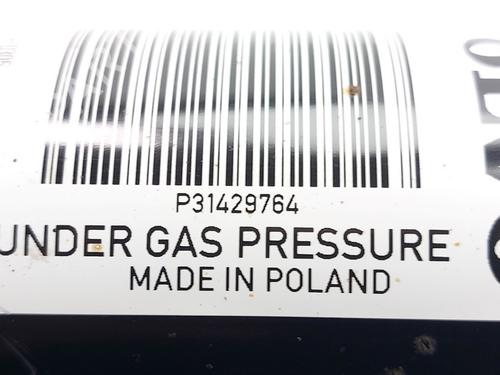 P31429764
UNDER GAS PRESSURE
MADE IN POLAND